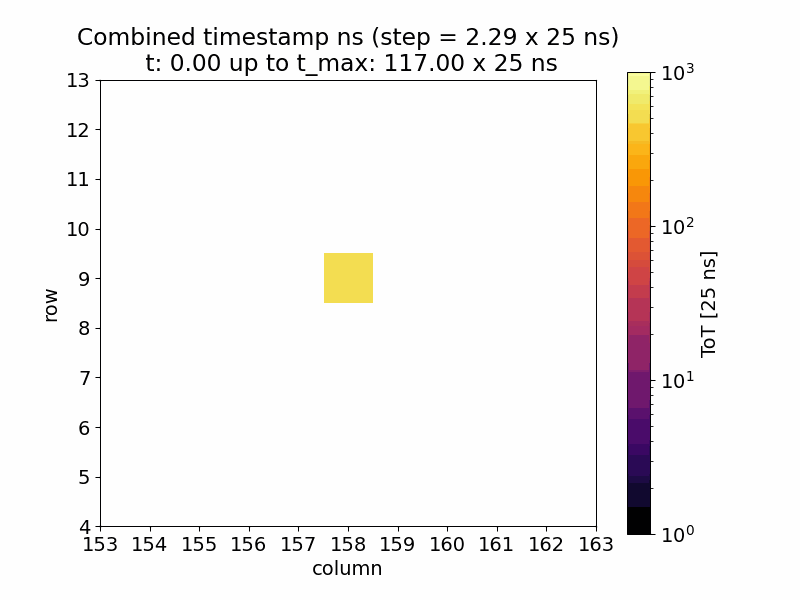 Combined timestamp ns (step = 2.29 x 25 ns)
t: 0.00 up to t_max: 117.00 x 25 ns
13
12
11
10
9
8
7
6
5
4
row
153 154 155 156 157 158 159 160 161 162 163
column
10³
10²
10¹
10⁰
ToT [25 ns]